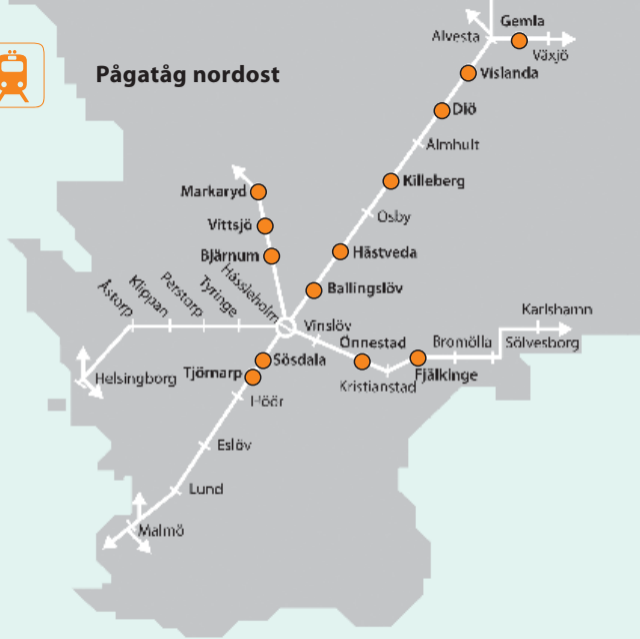 Gemla
Alvesta
Växjö
Pågatåg nordost
Vislanda
Diö
Älmhult
Killeberg
Markaryd
Osby
Vittsjö
Hästveda
Bjärnum
Hässleholm
Tyringe
Perstorp
Klippan
Åstorp
Ballingslöv
Karlshamn
Vinslöv
Önnestad
Bromölla
Sölvesborg
Sösdala
Tjörnarp
Fjälkinge
Helsingborg
Kristianstad
Höör
Eslöv
Lund
Malmö